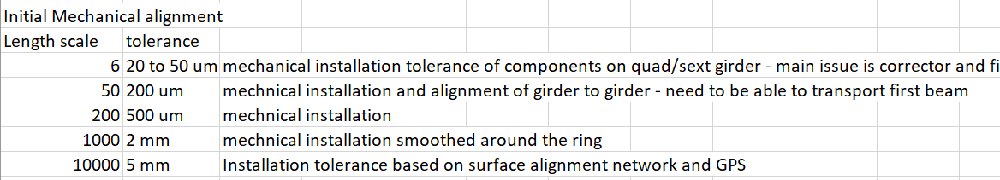 Initial Mechanical alignment
Length scale tolerance
6 20 to 50 um mechanical installation tolerance of components on quad/sext girder - main issue is corrector and
50 200 um mechnical installation and alignment of girder to girder - need to be able to transport first beam
200 500 um mechnical installation
1000 2 mm mechnical installation smoothed around the ring
10000 5 mm Installation tolerance based on surface alignment network and GPS